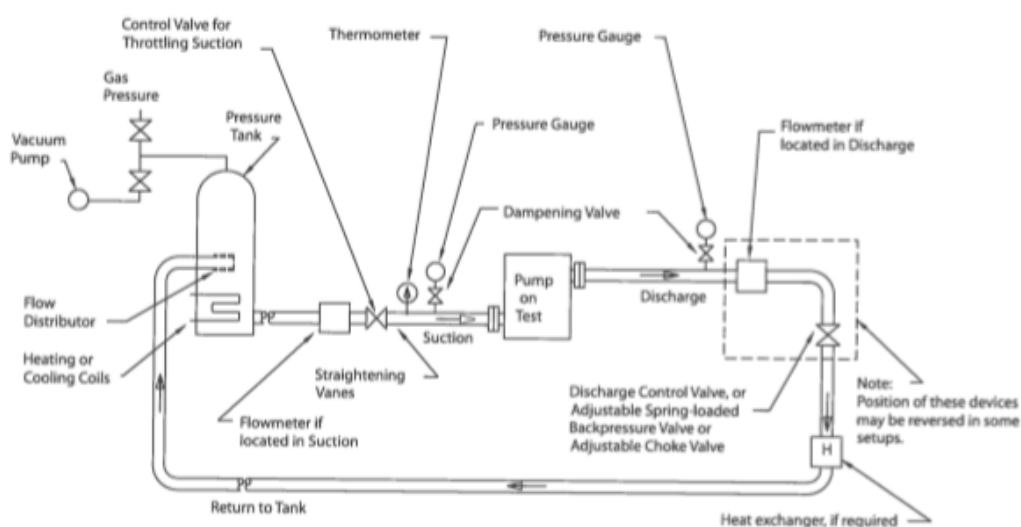 Control Valve for
Throttling Suction
Thermometer
Pressure Gauge
Gas
Pressure
Pressure
Tank
Pressure Gauge
Flowmeter if
located in Discharge
Vacuum
Pump
Dampening Valve
Pump
on
Test
Discharge
Flow
Distributor
Suction
Heating or
Cooling Coils
Straightening
Vanes
Discharge Control Valve, or
Adjustable Spring-loaded
Backpressure Valve or
Adjustable Choke Valve
Note:
Position of these devices
may be reversed in some
setups.
Flowmeter if
located in Suction
H
Return to Tank
Heat exchanger, if required